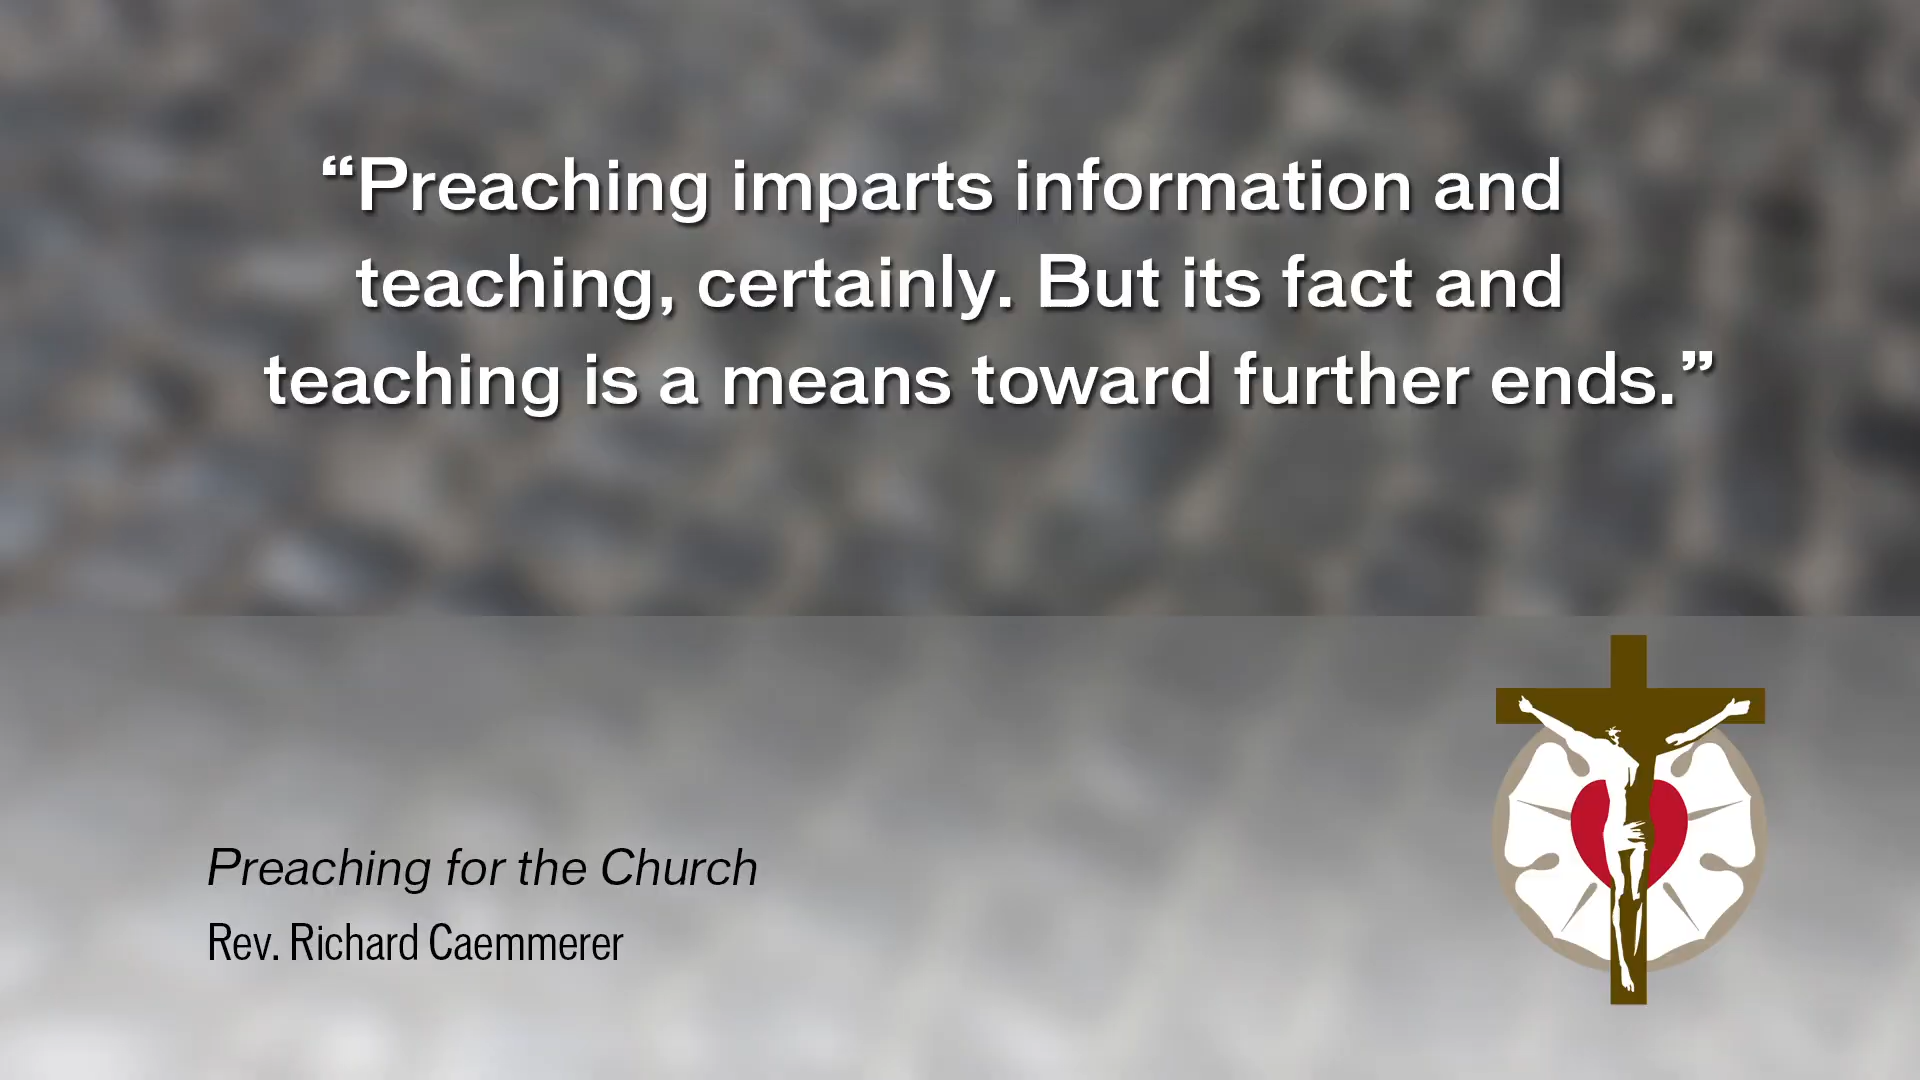 “Preaching imparts information and
teaching, certainly. But its fact and
teaching is a means toward further ends.”
Preaching for the Church
Rev. Richard Caemmerer